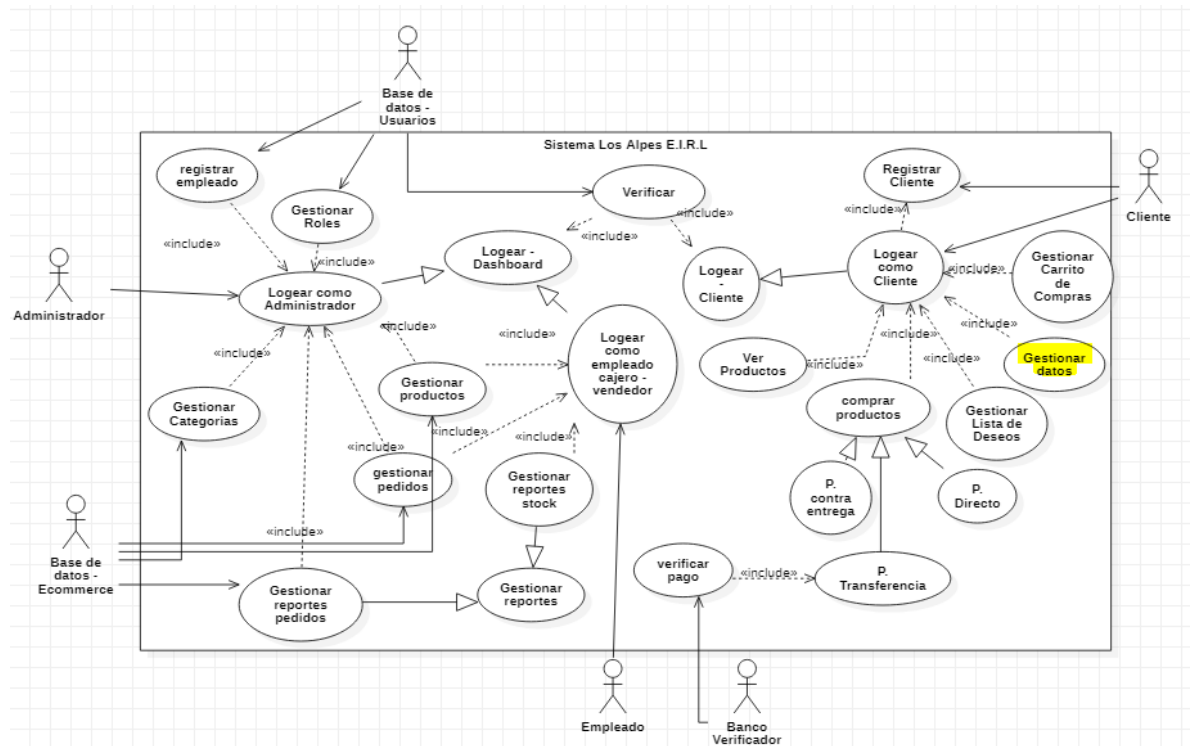 Base de
datos -
Usuarios
Sistema Los Alpes E.I.R.L
registrar
empleado
Gestionar
Roles
Verificar
Registrar
Cliente
Cliente
«include»
«include»
«include»
«include»
«include»
Logear -
Dashboard
Logear
-
Cliente
Logear
como
Cliente
«include»
Gestionar
Carrito
de
Compras
Administrador
Logear como
Administrador
«include»
«include»
«include»
«include»
«include»
Logear
como
empleado
cajero -
vendedor
Ver
Productos
«include»
«include»
Gestionar
datos
Gestionar
Categorias
Gestionar
productos
comprar
productos
Gestionar
Lista de
Deseos
«include»
«include»
«include»
gestionar
pedidos
Gestionar
reportes
stock
P.
contra
entrega
P.
Directo
«include»
Base de
datos -
Ecommerce
Gestionar
reportes
pedidos
Gestionar
reportes
verificar
pago
«include»
P.
Transferencia
Empleado
Banco
Verificador